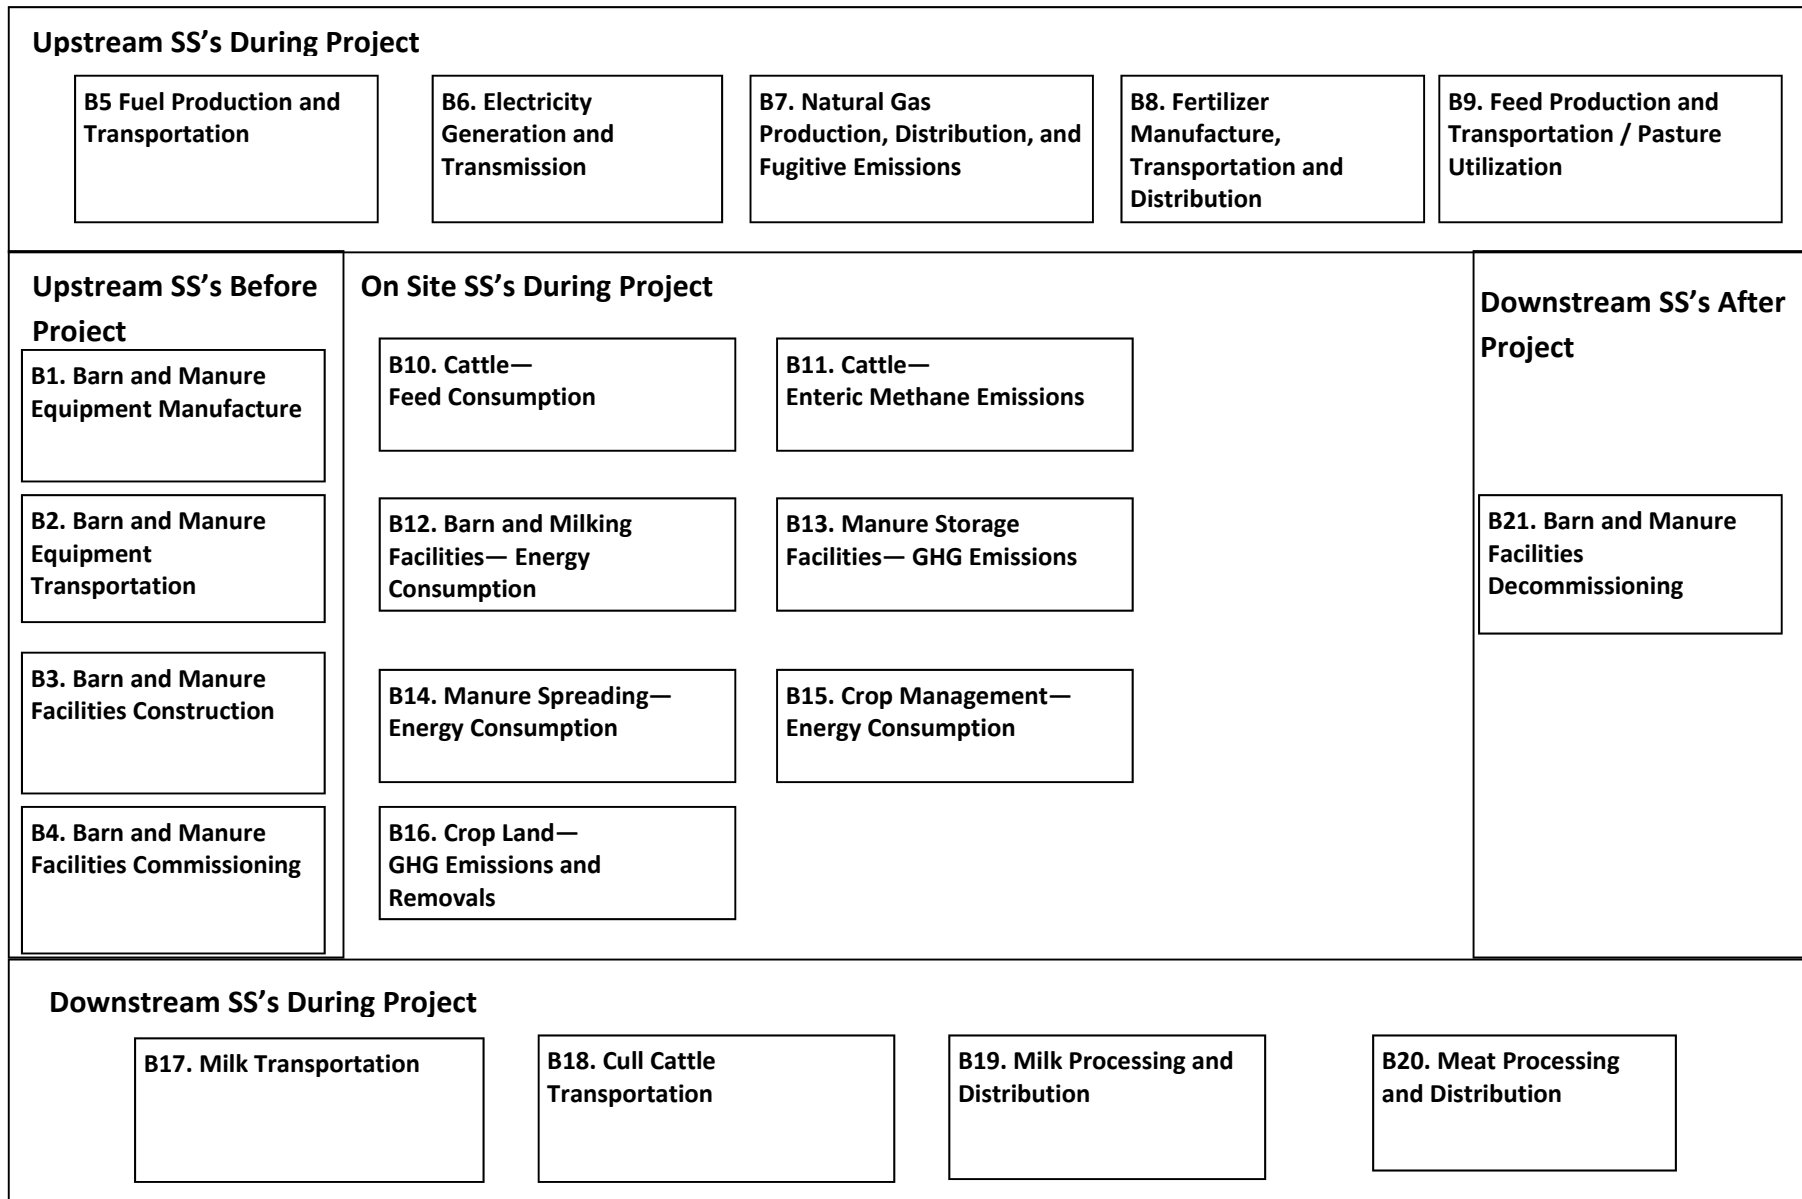 Upstream SS’s During Project
B5 Fuel Production and
Transportation
B6. Electricity
Generation and
Transmission
B7. Natural Gas
Production, Distribution, and
Fugitive Emissions
B8. Fertilizer
Manufacture,
Transportation and
Distribution
B9. Feed Production and
Transportation / Pasture
Utilization
Upstream SS’s Before
Project
B1. Barn and Manure
Equipment Manufacture
B2. Barn and Manure
Equipment
Transportation
B3. Barn and Manure
Facilities Construction
B4. Barn and Manure
Facilities Commissioning
On Site SS’s During Project
B10. Cattle—
Feed Consumption
B11. Cattle—
Enteric Methane Emissions
B12. Barn and Milking
Facilities— Energy
Consumption
B13. Manure Storage
Facilities— GHG Emissions
B14. Manure Spreading—
Energy Consumption
B15. Crop Management—
Energy Consumption
B16. Crop Land—
GHG Emissions and
Removals
Downstream SS’s After
Project
B21. Barn and Manure
Facilities
Decommissioning
Downstream SS’s During Project
B17. Milk Transportation
B18. Cull Cattle
Transportation
B19. Milk Processing and
Distribution
B20. Meat Processing
and Distribution